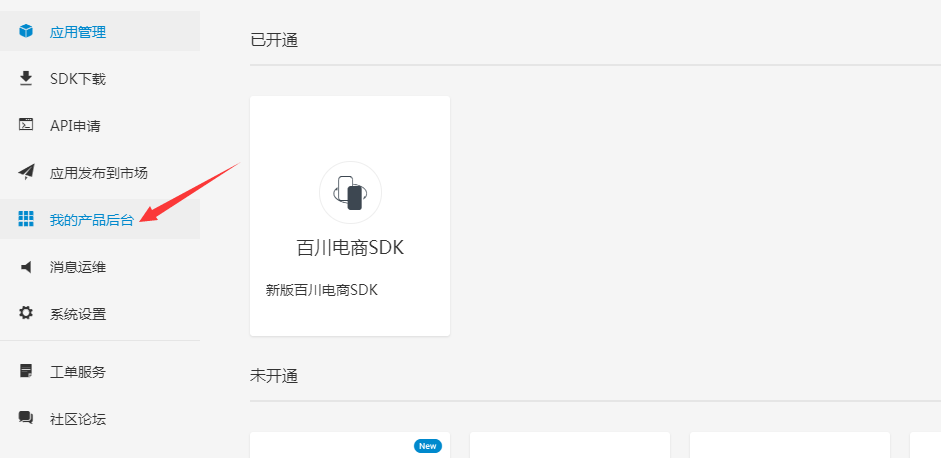 应用管理
SDK下载
API申请
应用发布到市场
我的产品后台
消息运维
系统设置
工单服务
社区论坛
已开通
百川电商SDK
新版百川电商SDK
未开通
New